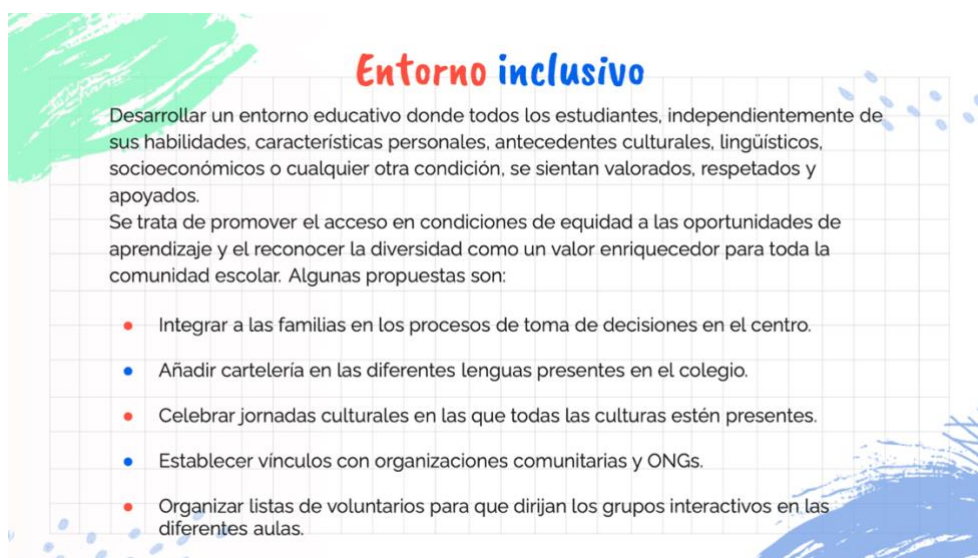 Entorno inclusivo
Desarrollar un entorno educativo donde todos los estudiantes, independientemente de
sus habilidades, características personales, antecedentes culturales, lingüísticos,
socioeconómicos o cualquier otra condición, se sientan valorados, respetados y
apoyados.
Se trata de promover el acceso en condiciones de equidad a las oportunidades de
aprendizaje y el reconocer la diversidad como un valor enriquecedor para toda la
comunidad escolar. Algunas propuestas son:
● Integrar a las familias en los procesos de toma de decisiones en el centro.
● Añadir cartelería en las diferentes lenguas presentes en el colegio.
● Celebrar jornadas culturales en las que todas las culturas estén presentes.
● Establecer vínculos con organizaciones comunitarias y ONGs.
● Organizar listas de voluntarios para que dirijan los grupos interactivos en las
diferentes aulas.